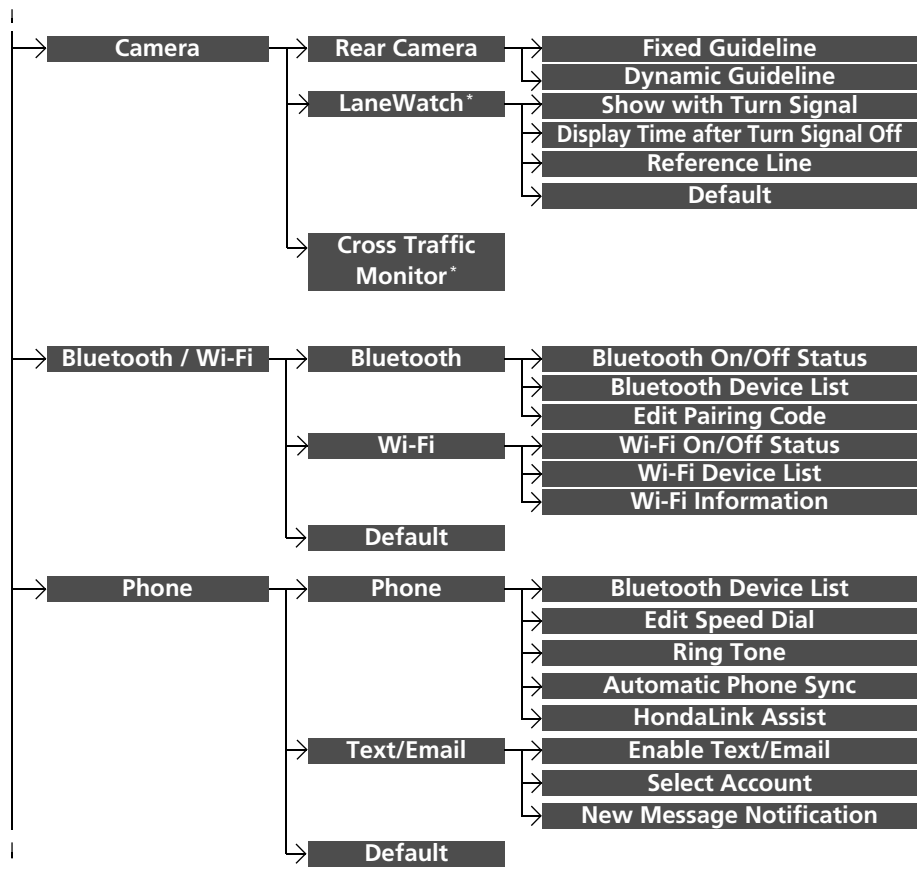 Camera
Rear Camera
Fixed Guideline
Dynamic Guideline
LaneWatch*
Show with Turn Signal
Display Time after Turn Signal Off
Reference Line
Default
Cross Traffic
Monitor*
Bluetooth / Wi-Fi
Bluetooth
Bluetooth On/Off Status
Bluetooth Device List
Edit Pairing Code
Wi-Fi
Wi-Fi On/Off Status
Wi-Fi Device List
Wi-Fi Information
Default
Phone
Phone
Bluetooth Device List
Edit Speed Dial
Ring Tone
Automatic Phone Sync
HondaLink Assist
Text/Email
Enable Text/Email
Select Account
New Message Notification
Default